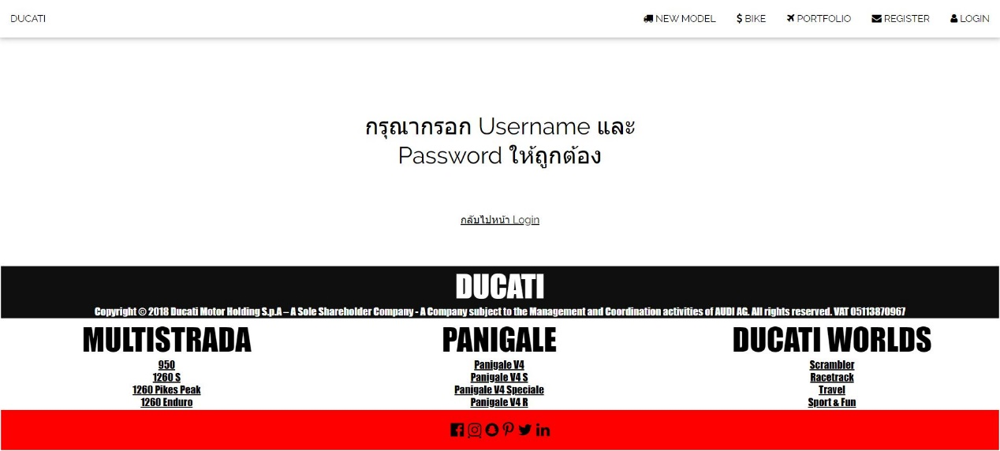 DUCATI NEW MODEL BIKE PORTFOLIO REGISTER LOGIN
กรุณากรอก Username และ
Password ให้ถูกต้อง
กลับไปหน้า Login
DUCATI
Copyright © 2018 Ducati Motor Holding S.p.A – A Sole Shareholder Company - A Company subject to the Management and Coordination activities of AUDI AG. All rights reserved. VAT 05113870967
MULTISTRADA PANIGALE DUCATI WORLDS
950 Panigale V4 Scrambler
1260 S Panigale V4 S Racetrack
1260 Pikes Peak Panigale V4 Speciale Travel
1260 Enduro Panigale V4 R Sport & Fun